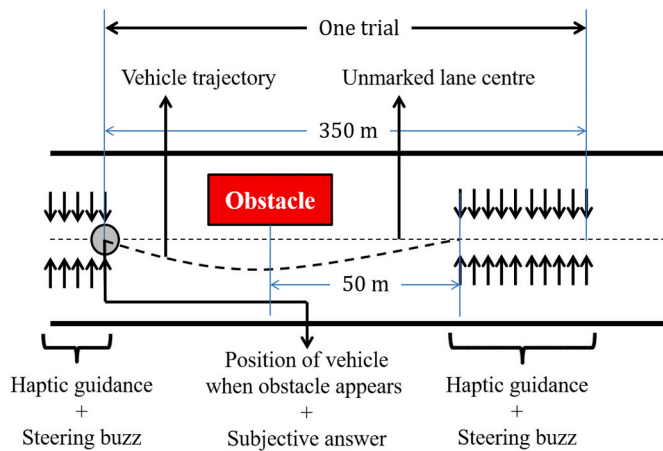 One trial
Vehicle trajectory
Unmarked lane centre
350 m
Obstacle
50 m
Haptic guidance
+
Steering buzz
Position of vehicle
when obstacle appears
+
Subjective answer
Haptic guidance
+
Steering buzz